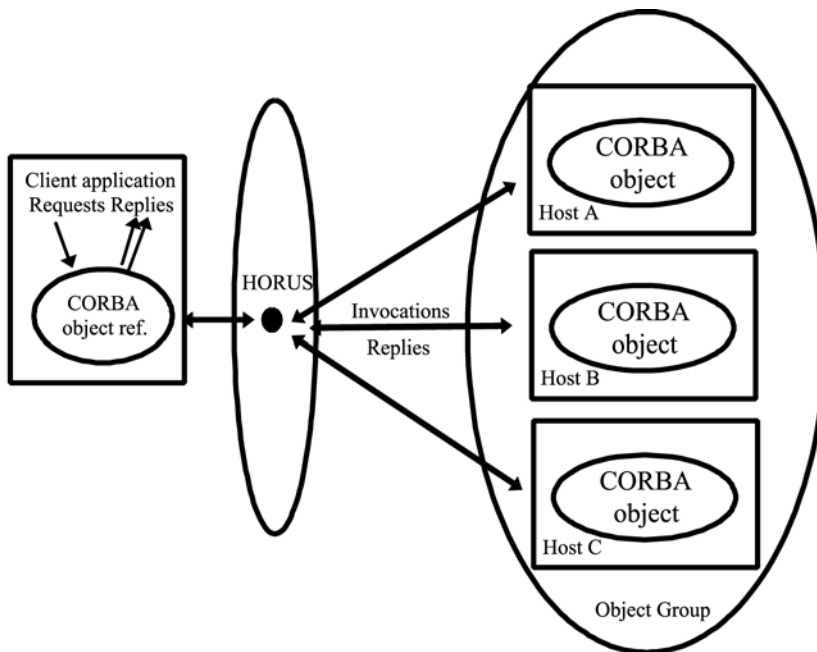 Client application
Requests Replies
CORBA
object ref.
HORUS
Invocations
Replies
CORBA
object
Host A
CORBA
object
Host B
CORBA
object
Host C
Object Group